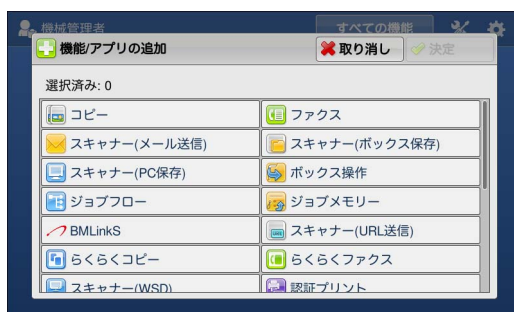 機械管理者
すべての機能
機能/アプリの追加
取り消し
決定
選択済み: 0
コピー
ファクス
スキャナー(メール送信)
スキャナー(ボックス保存)
スキャナー(PC保存)
ボックス操作
ジョブフロー
ジョブメモリー
BMLinkS
スキャナー(URL送信)
らくらくコピー
らくらくファクス
スキャナー(WSD)
認証プリント